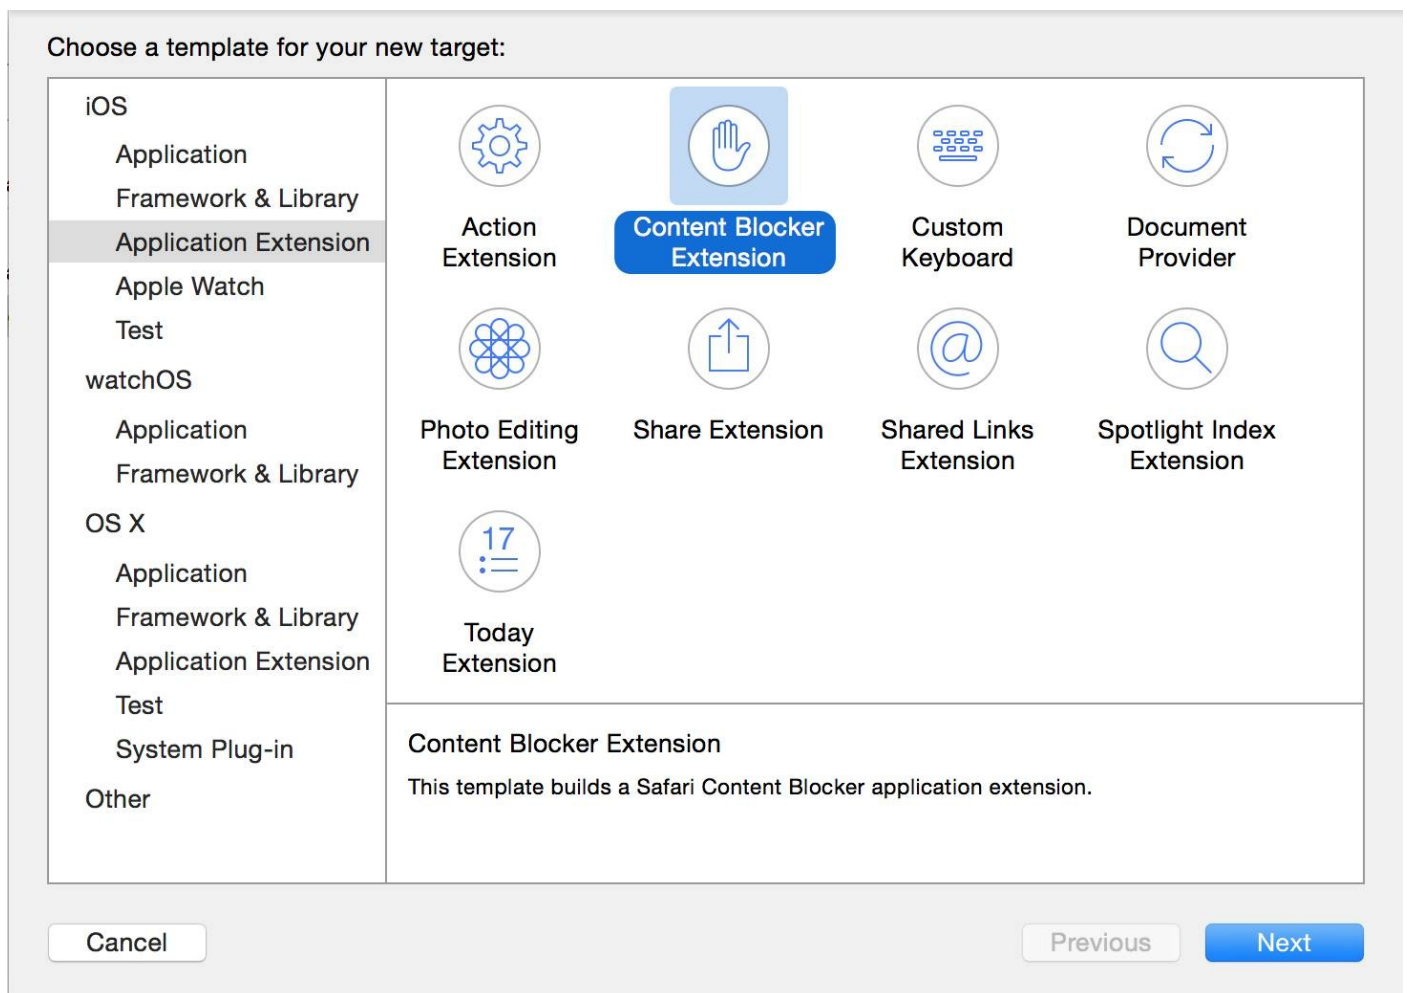 Choose a template for your new target:
iOS
Application
Framework & Library
Application Extension
Apple Watch
Test
watchOS
Application
Framework & Library
OS X
Application
Framework & Library
Application Extension
Test
System Plug-in
Other
Action
Extension
Content Blocker
Extension
Custom
Keyboard
Document
Provider
Photo Editing
Extension
Share Extension
@
Shared Links
Extension
Spotlight Index
Extension
17
Today
Extension
Content Blocker Extension
This template builds a Safari Content Blocker application extension.
Cancel
Previous
Next